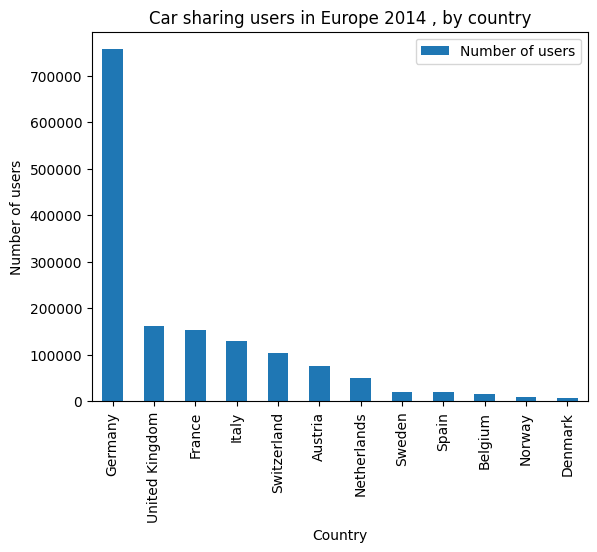 Car sharing users in Europe 2014 , by country
Number of users
Number of users
700000
600000
500000
400000
300000
200000
100000
0
Germany
United Kingdom
France
Italy
Switzerland
Austria
Netherlands
Sweden
Spain
Belgium
Norway
Denmark
Country